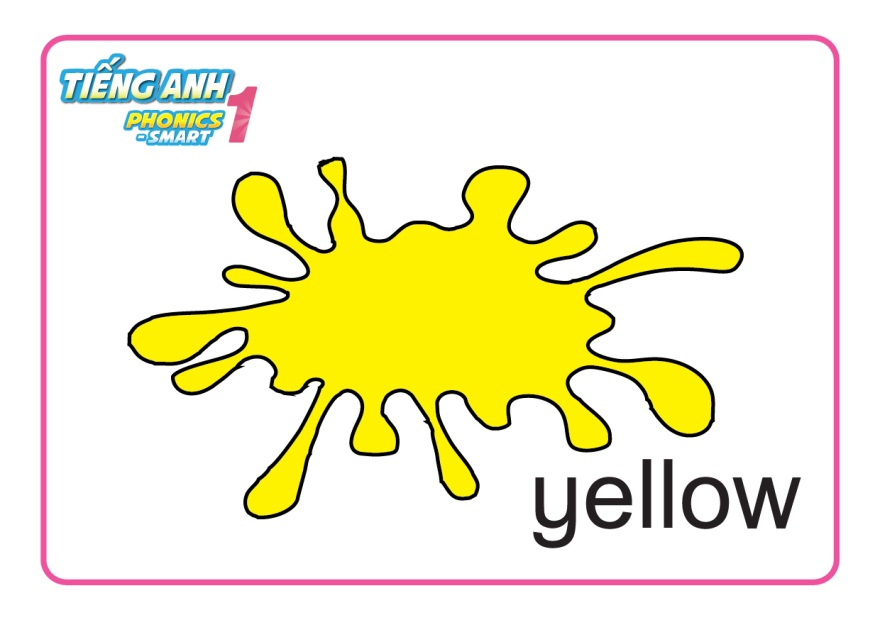 TIẾNG ANH 1
PHONICS
-SMART
yellow